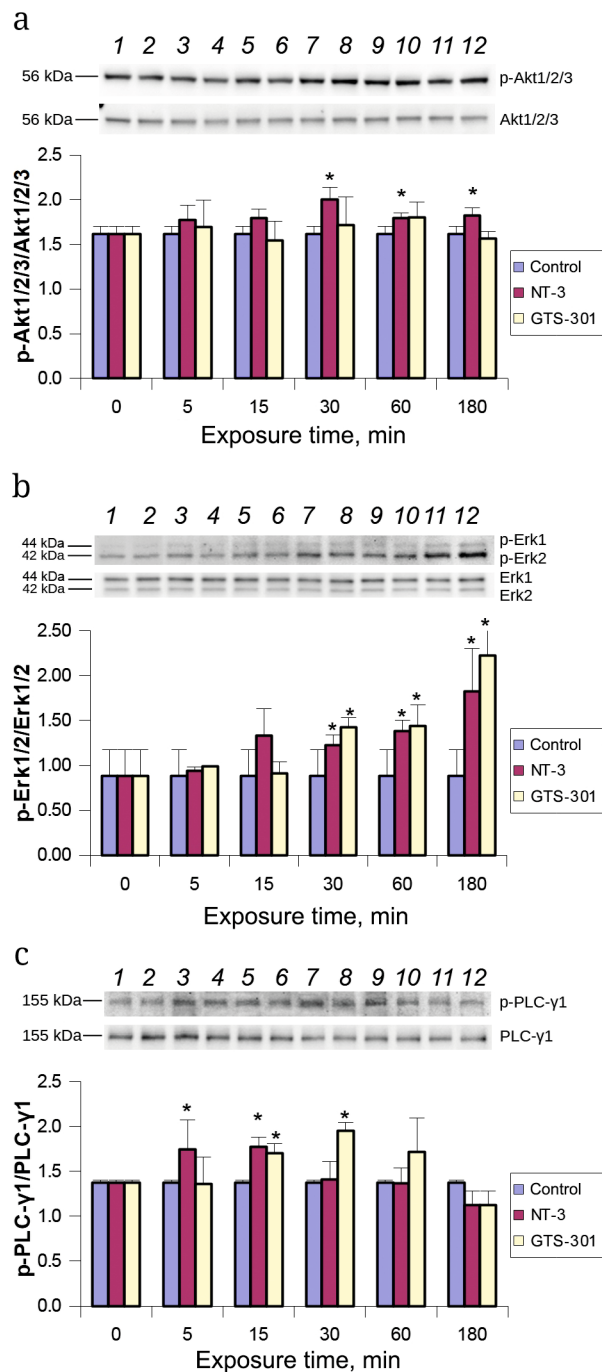 a
1 2 3 4 5 6 7 8 9 10 11 12
56 kDa p-Akt1/2/3
56 kDa Akt1/2/3
p-Akt1/2/3/Akt1/2/3
2.5
2.0
1.5
1.0
0.5
0.0
* * *
Control
NT-3
GTS-301
0 5 15 30 60 180
Exposure time, min
b
1 2 3 4 5 6 7 8 9 10 11 12
44 kDa p-Erk1
42 kDa p-Erk2
44 kDa Erk1
42 kDa Erk2
p-Erk1/2/Erk1/2
2.50
2.00
1.50
1.00
0.50
0.00
* * * * * *
Control
NT-3
GTS-301
0 5 15 30 60 180
Exposure time, min
c
1 2 3 4 5 6 7 8 9 10 11 12
155 kDa p-PLC-γ1
155 kDa PLC-γ1
p-PLC-γ1/PLC-γ1
2.5
2.0
1.5
1.0
0.5
0.0
* * * *
Control
NT-3
GTS-301
0 5 15 30 60 180
Exposure time, min